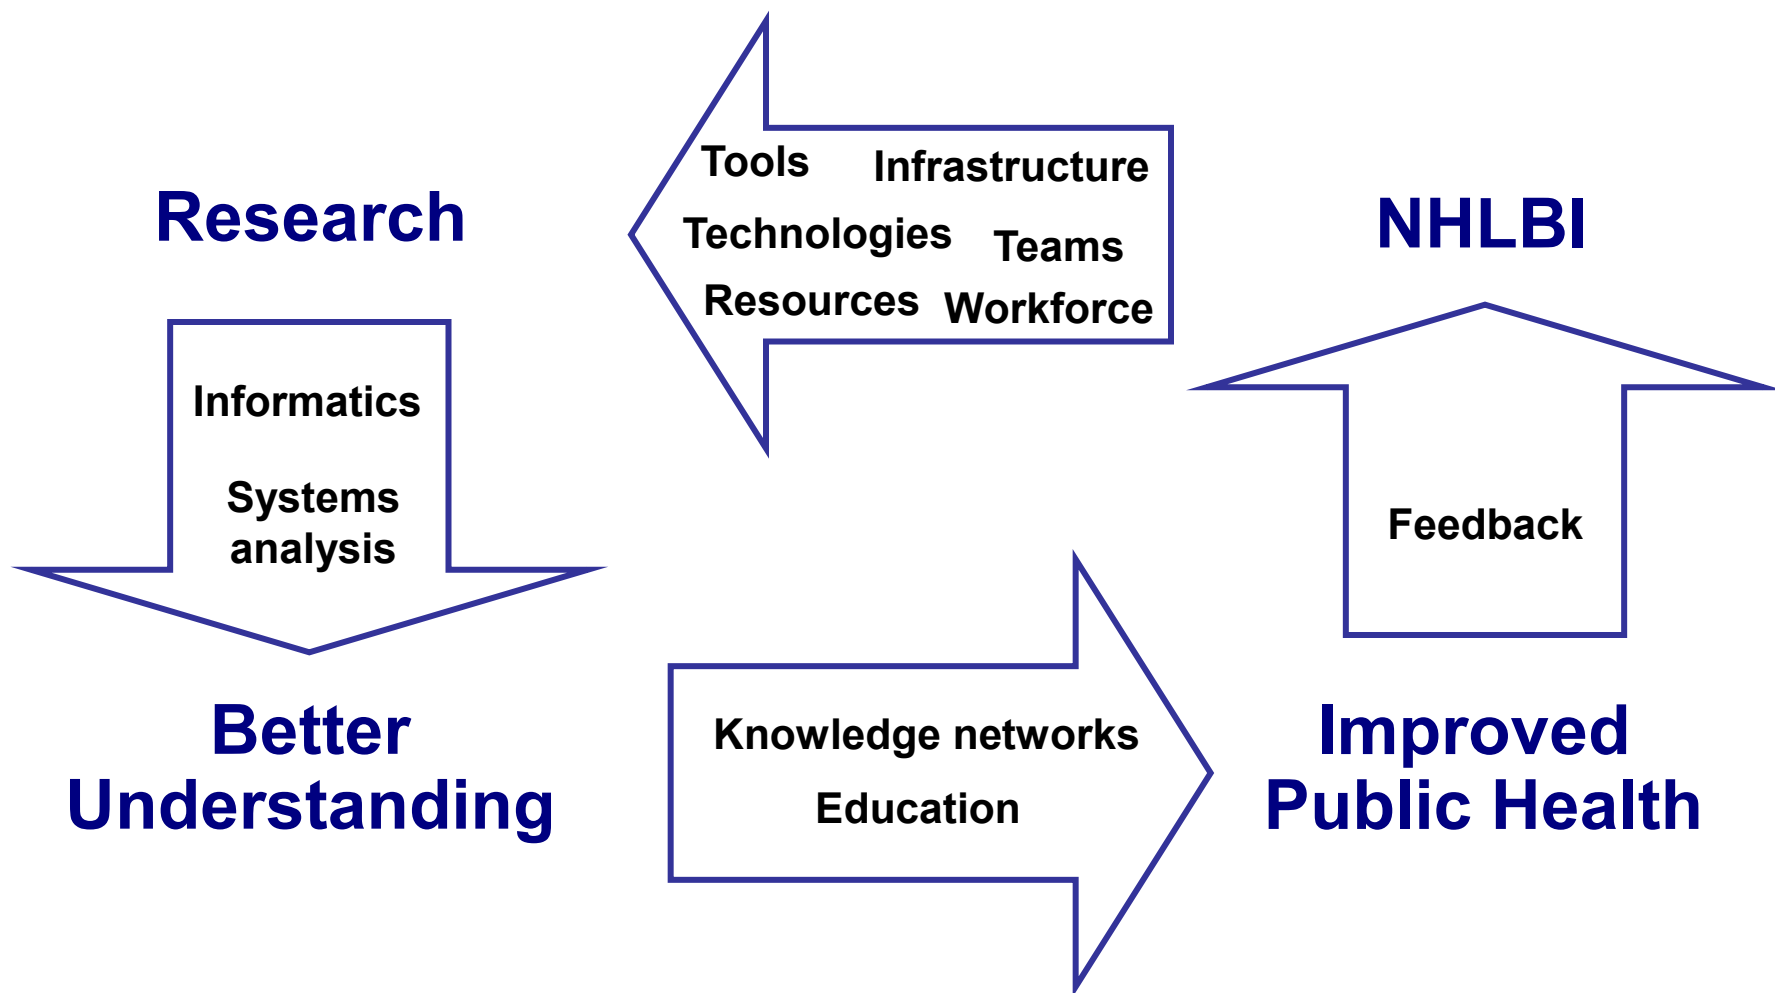 Research
Tools
Infrastructure
Technologies
Teams
Resources
Workforce
NHLBI
Informatics
Systems
analysis
Feedback
Better
Understanding
Knowledge networks
Education
Improved
Public Health